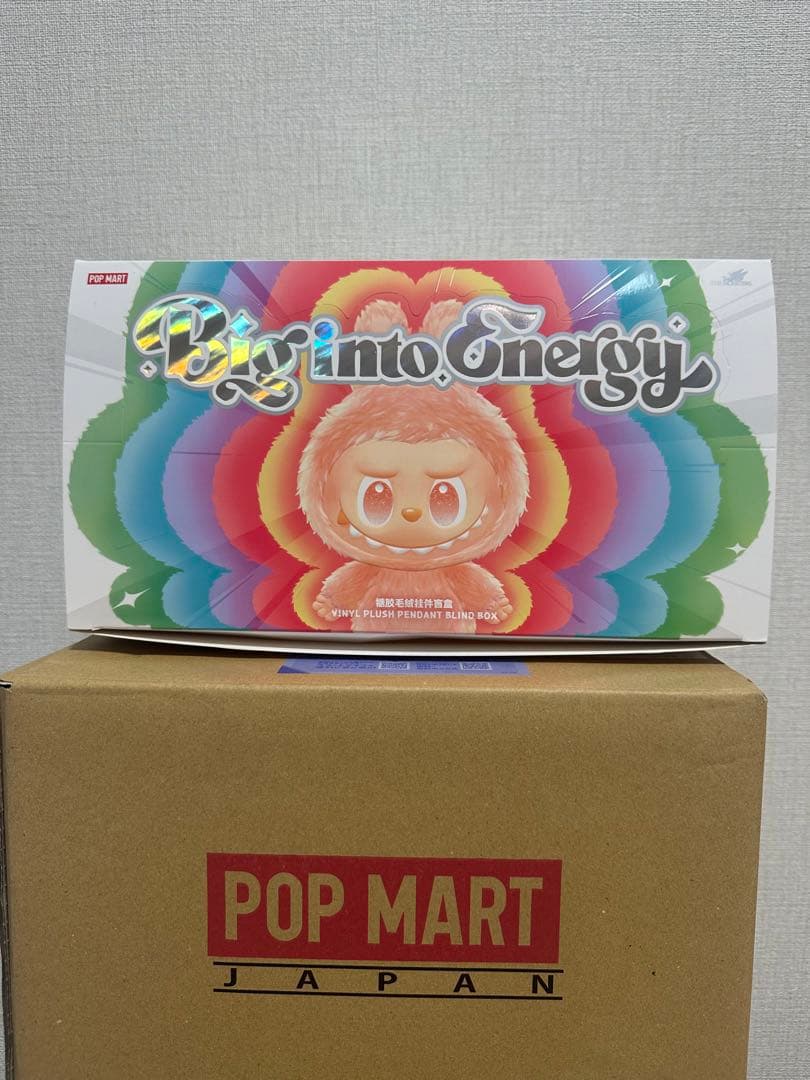 POP MART
Big into Energy
搪胶毛绒挂件盲盒
VINYL PLUSH PENDANT BLIND BOX
POP MART
JAPAN